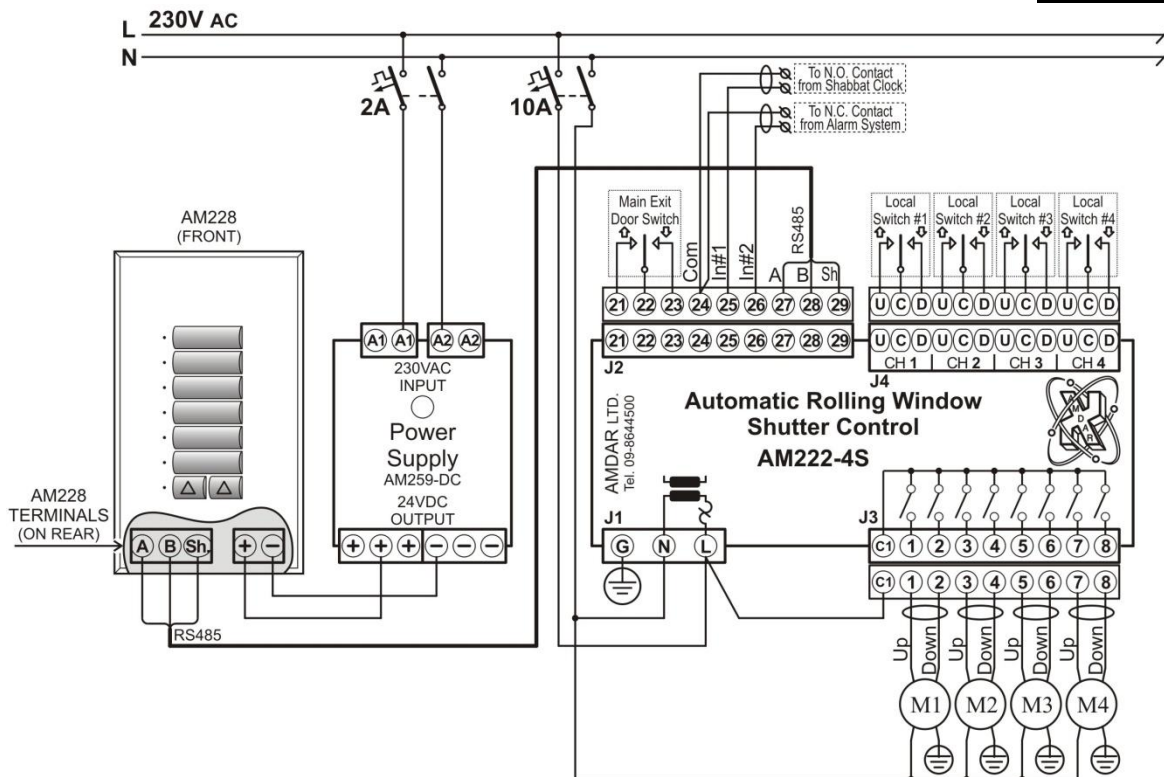 230V AC
L
N
2A
10A
To N.O. Contact
from Shabbat Clock
To N.C. Contact
from Alarm System
AM228
(FRONT)
Main Exit
Door Switch
Com
In#1
In#2
RS485
A B Sh
Local
Switch #1
Local
Switch #2
Local
Switch #3
Local
Switch #4
21 22 23 24 25 26 27 28 29
U C D U C D U C D U C D
21 22 23 24 25 26 27 28 29
U C D U C D U C D U C D
J2
CH 1 CH 2 CH 3 CH 4
J4
A1 A1 A2 A2
230VAC
INPUT
Power
Supply
AM259-DC
24VDC
OUTPUT
+ + + − − −
AMDAR LTD.
Tel. 09-8644500
Automatic Rolling Window
Shutter Control
AM222-4S
AMDAR
AM228
TERMINALS
(ON REAR)
A B Sh. + −
RS485
J1
G N L
J3
C1 1 2 3 4 5 6 7 8
C1 1 2 3 4 5 6 7 8
Up Down Up Down Up Down Up Down
M1 M2 M3 M4